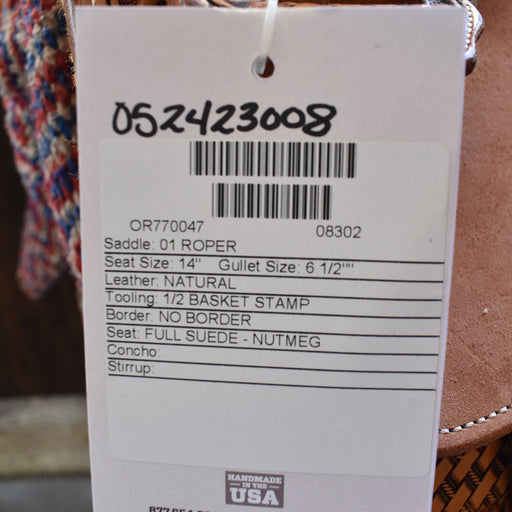 052423008
OR770047 08302
Saddle: 01 ROPER
Seat Size: 14" Gullet Size: 6 1/2""
Leather: NATURAL
Tooling: 1/2 BASKET STAMP
Border: NO BORDER
Seat: FULL SUEDE - NUTMEG
Concho:
Stirrup:
HANDMADE
IN THE
USA